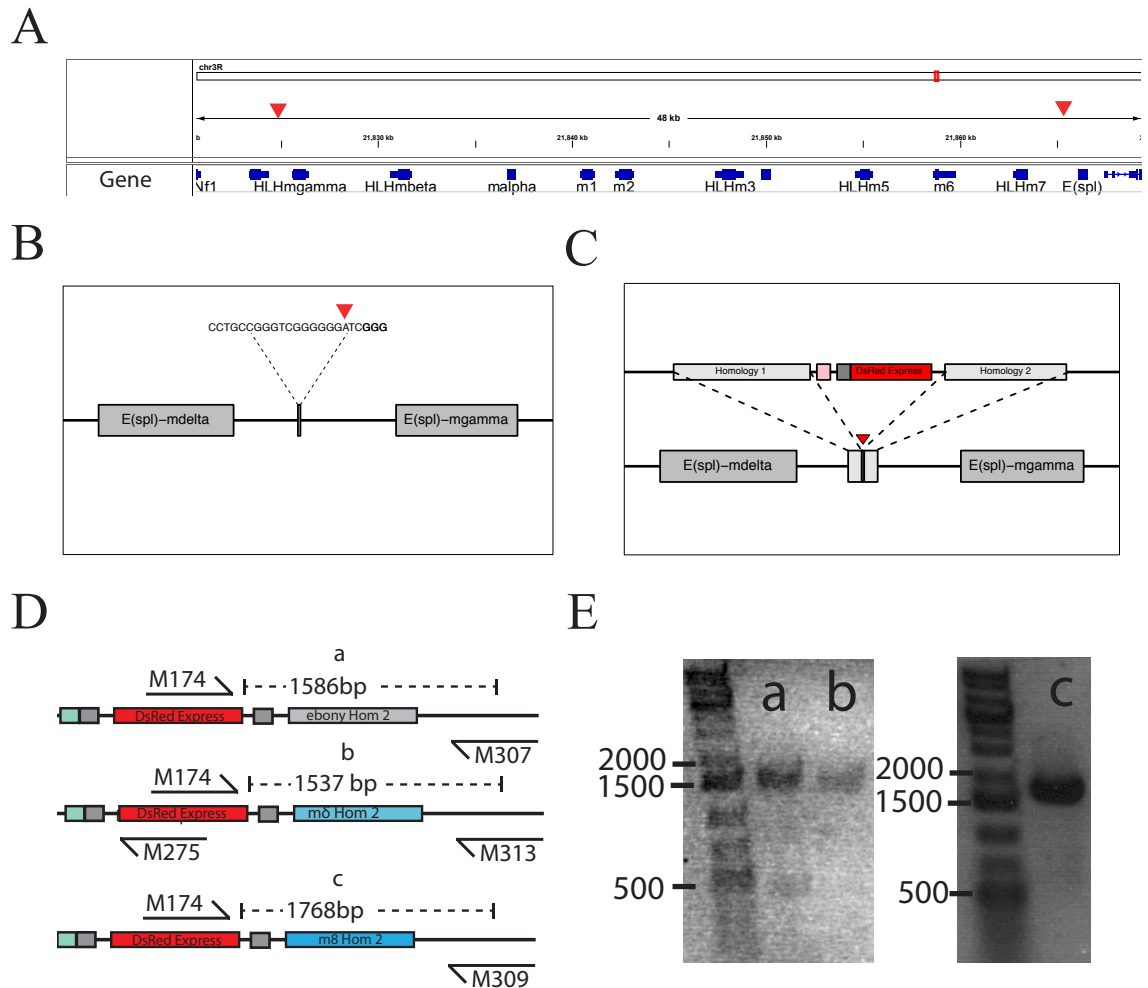 A
chr3R
48 kb
b 21,830 kb 21,840 kb 21,850 kb 21,860 kb
Gene
Nf1 HLHmgamma HLHmbeta malpha m1 m2 HLHm3 HLHm5 m6 HLHm7 E(spl)
B
CCTGCCGGGTCGGGGGGATCGGG
E(spl)−mdelta E(spl)−mgamma
C
Homology 1 DsRed Express Homology 2
E(spl)−mdelta E(spl)−mgamma
D
a
M174 1586bp
DsRed Express ebony Hom 2
M307
b
M174 1537 bp
DsRed Express mδ Hom 2
M275 M313
c
M174 1768bp
DsRed Express m8 Hom 2
M309
E
a b
2000
1500
500
c
2000
1500
500